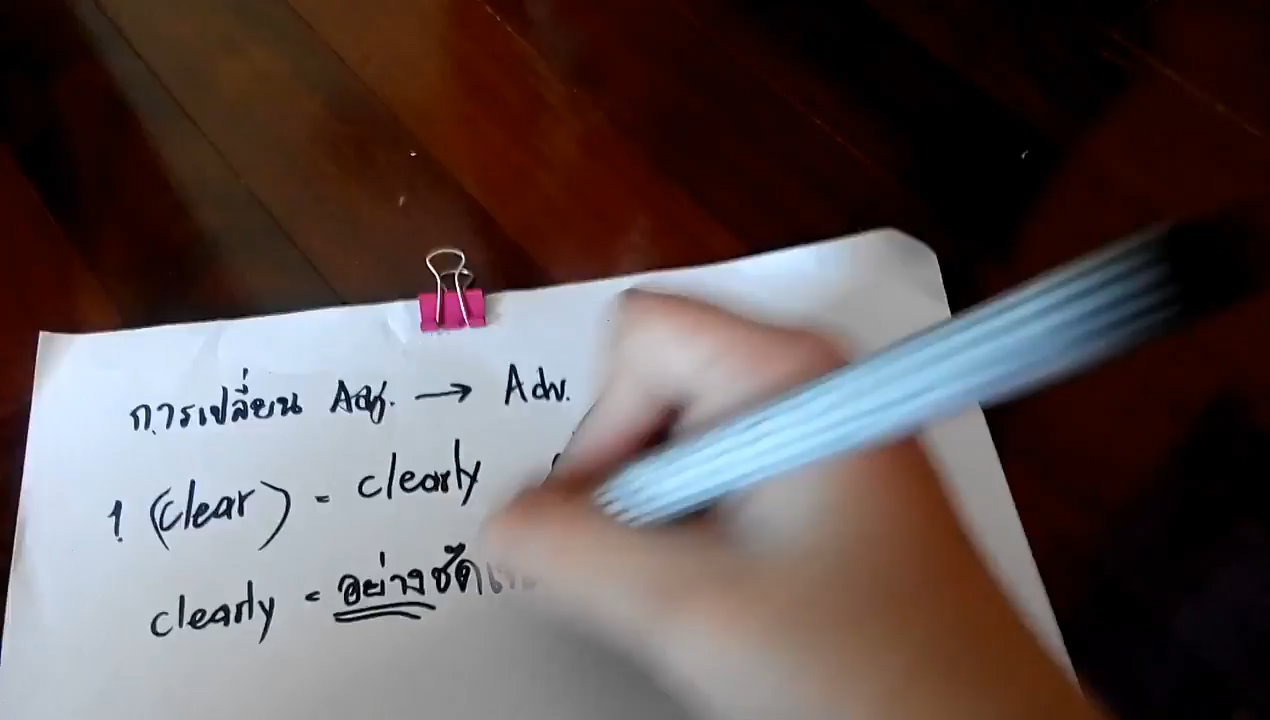 การเปลี่ยน Adj. → Adv.
1 (clear) = clearly
clearly = อย่างชัด